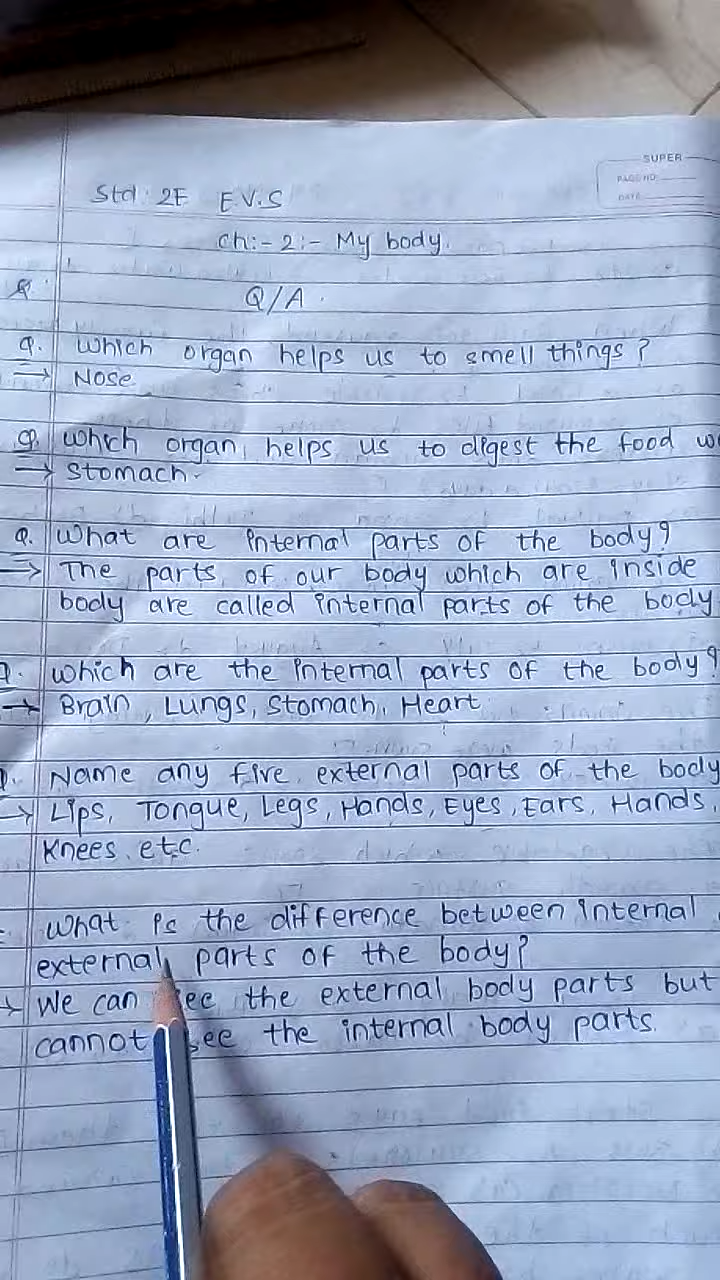 SUPER
PAGE NO:
DATE:
Std: 2F E.V.S
Ch:- 2:- My body.
Q/A.
Q. Which organ helps us to smell things?
→ Nose
Q. Which organ helps us to digest the food
→ Stomach.
Q. What are internal parts of the body?
→ The parts of our body which are inside
body are called internal parts of the body
Q. Which are the internal parts of the body?
→ Brain, Lungs, Stomach, Heart
Q. Name any five external parts of the body
→ Lips, Tongue, Legs, Hands, Eyes, Ears, Hands,
Knees. etc.
What is the difference between internal
external parts of the body?
→ We can see the external body parts but
cannot see the internal body parts.